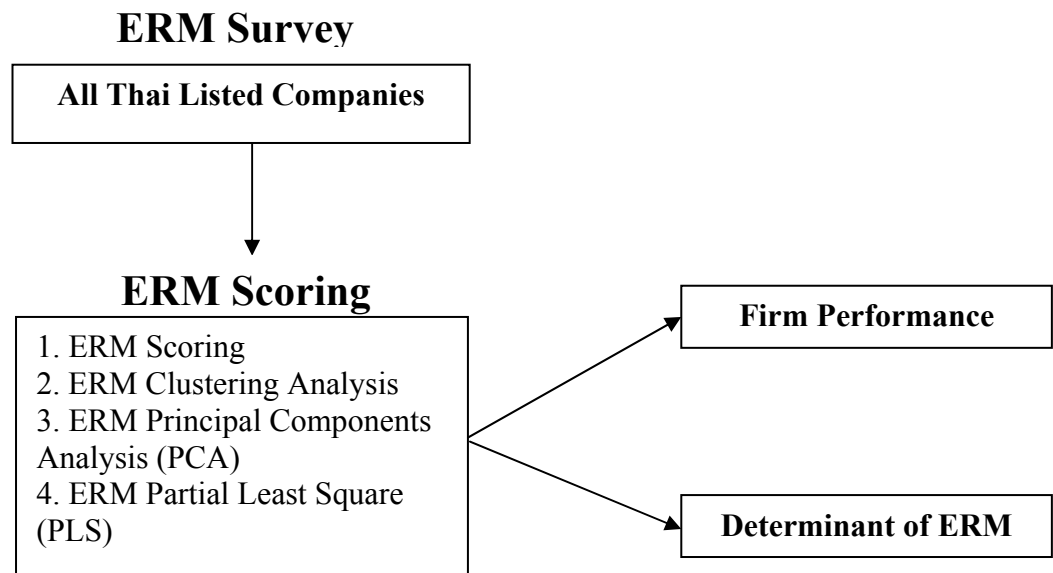 ERM Survey
All Thai Listed Companies
ERM Scoring
1. ERM Scoring
2. ERM Clustering Analysis
3. ERM Principal Components
Analysis (PCA)
4. ERM Partial Least Square
(PLS)
Firm Performance
Determinant of ERM